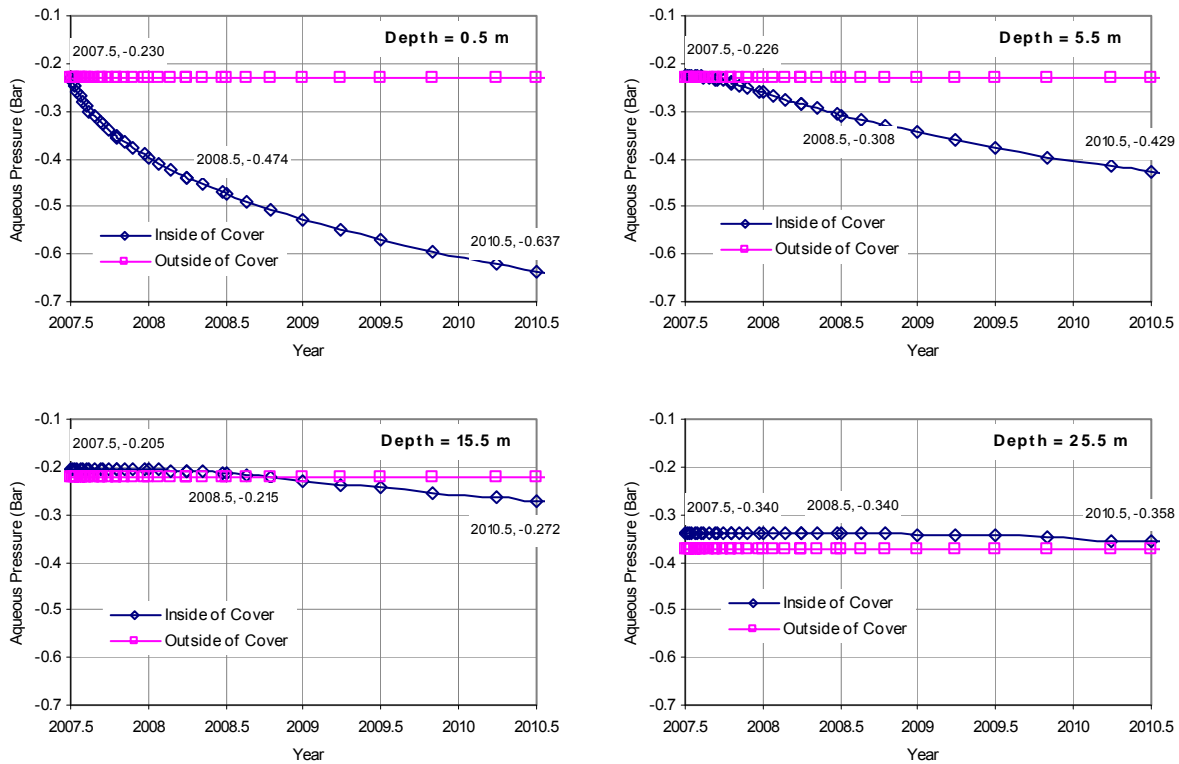 Depth = 0.5 m
Aqueous Pressure (Bar)
-0.1
-0.2
-0.3
-0.4
-0.5
-0.6
-0.7
2007.5, -0.230
2008.5, -0.474
2010.5, -0.637
Inside of Cover
Outside of Cover
2007.5 2008 2008.5 2009 2009.5 2010 2010.5
Year
Depth = 5.5 m
Aqueous Pressure (Bar)
-0.1
-0.2
-0.3
-0.4
-0.5
-0.6
-0.7
2007.5, -0.226
2008.5, -0.308
2010.5, -0.429
Inside of Cover
Outside of Cover
2007.5 2008 2008.5 2009 2009.5 2010 2010.5
Year
Depth = 15.5 m
Aqueous Pressure (Bar)
-0.1
-0.2
-0.3
-0.4
-0.5
-0.6
-0.7
2007.5, -0.205
2008.5, -0.215
2010.5, -0.272
Inside of Cover
Outside of Cover
2007.5 2008 2008.5 2009 2009.5 2010 2010.5
Year
Depth = 25.5 m
Aqueous Pressure (Bar)
-0.1
-0.2
-0.3
-0.4
-0.5
-0.6
-0.7
2007.5, -0.340
2008.5, -0.340
2010.5, -0.358
Inside of Cover
Outside of Cover
2007.5 2008 2008.5 2009 2009.5 2010 2010.5
Year